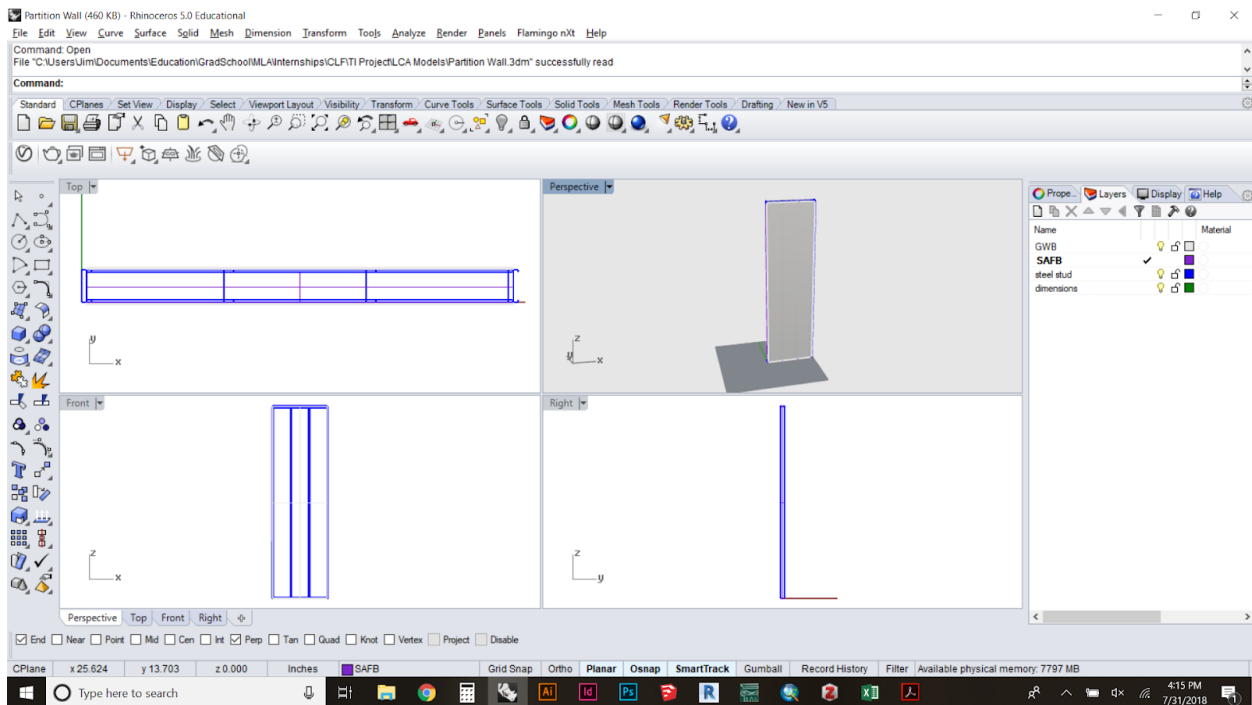 Partition Wall (460 KB) - Rhinoceros 5.0 Educational
File Edit View Curve Surface Solid Mesh Dimension Transform Tools Analyze Render Panels Flamingo nXt Help
Command: Open
File "C:\Users\Jim\Documents\Education\GradSchool\MLA\Internships\CLF\TI Project\LCA Models\Partition Wall.3dm" successfully read
Command:
Standard CPlanes Set View Display Select Viewport Layout Visibility Transform Curve Tools Surface Tools Solid Tools Mesh Tools Render Tools Drafting New in V5
Top
y
x
Perspective
z
y
x
Front
z
x
Right
z
y
Prope... Layers Display Help
Name Material
GWB
SAFB
steel stud
dimensions
Perspective Top Front Right
End Near Point Mid Cen Int Perp Tan Quad Knot Vertex Project Disable
CPlane x 25.624 y 13.703 z 0.000 Inches SAFB Grid Snap Ortho Planar Osnap SmartTrack Gumball Record History Filter Available physical memory: 7797 MB
Type here to search
Ai
Id
Ps
R
4:15 PM
7/31/2018
1